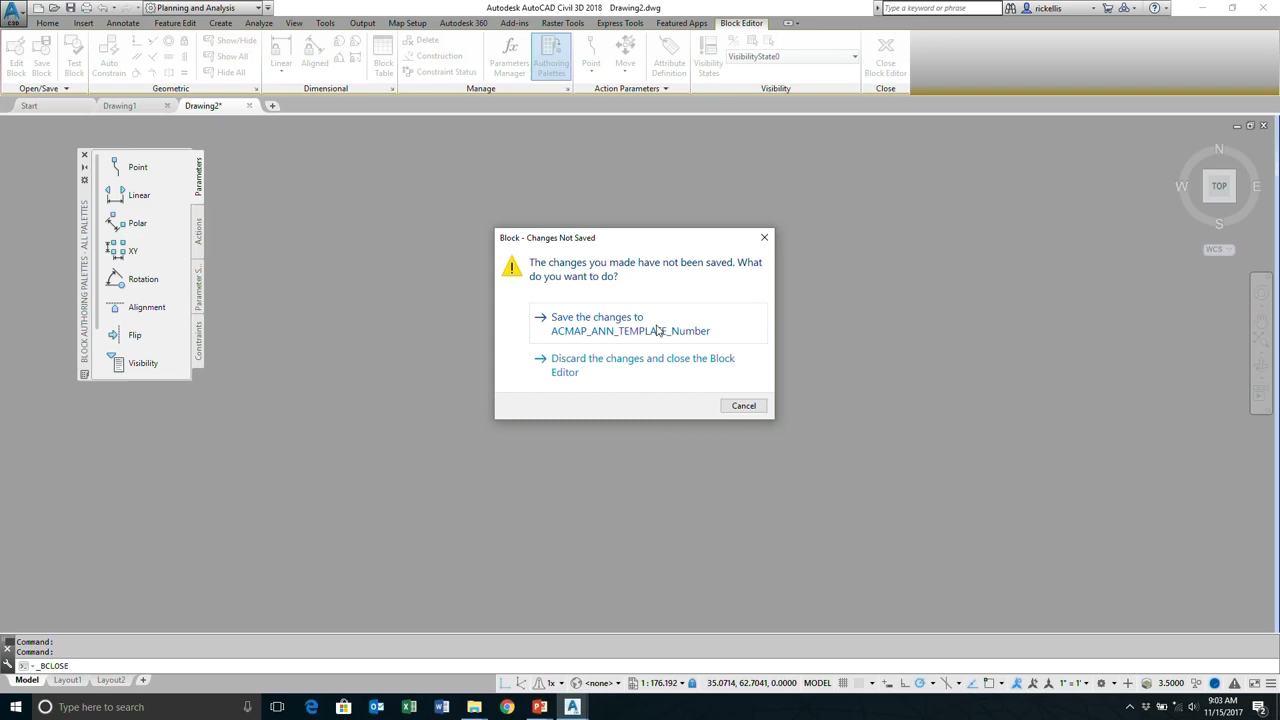 Planning and Analysis
Autodesk AutoCAD Civil 3D 2018 Drawing2.dwg
Type a keyword or phrase
rickellis
C3D
Home Insert Annotate Feature Edit Create Analyze View Tools Output Map Setup Autodesk 360 Add-ins Raster Tools Express Tools Featured Apps Block Editor
Edit Block
Save Block
Test Block
Auto Constrain
Show/Hide
Show All
Hide All
Linear
Aligned
Block Table
Delete
Construction
Constraint Status
Parameters Manager
Authoring Palettes
Point
Move
Attribute Definition
Visibility States
VisibilityState0
Close Block Editor
Open/Save Geometric Dimensional Manage Action Parameters Visibility Close
Start Drawing1 Drawing2*
N
W TOP E
S
WCS
Point
Linear
Polar
XY
Rotation
Alignment
Flip
Visibility
Parameters
Actions
Parameter S...
Constraints
BLOCK AUTHORING PALETTES - ALL PALETTES
Block - Changes Not Saved
The changes you made have not been saved. What
do you want to do?
Save the changes to
ACMAP_ANN_TEMPLATE_Number
Discard the changes and close the Block
Editor
Cancel
Command:
Command:
_BCLOSE
Model Layout1 Layout2
1x <none> 1 : 176.192 35.0714, 62.7041, 0.0000 MODEL 1" = 1' 3.5000
Type here to search
9:03 AM
11/15/2017